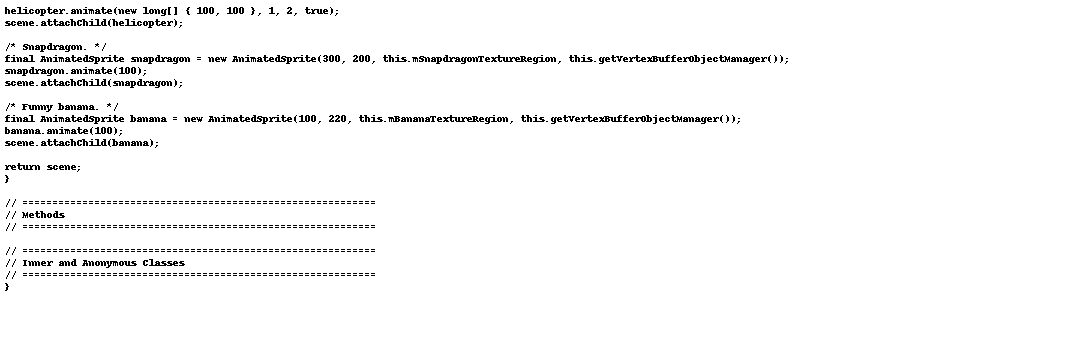 helicopter.animate(new long[] { 100, 100 }, 1, 2, true);
scene.attachChild(helicopter);
/* Snapdragon. */
final AnimatedSprite snapdragon = new AnimatedSprite(300, 200, this.mSnapdragonTextureRegion, this.getVertexBufferObjectManager());
snapdragon.animate(100);
scene.attachChild(snapdragon);
/* Funny banana. */
final AnimatedSprite banana = new AnimatedSprite(100, 220, this.mBananaTextureRegion, this.getVertexBufferObjectManager());
banana.animate(100);
scene.attachChild(banana);
return scene;
}
// ===========================================================
// Methods
// ===========================================================
// ===========================================================
// Inner and Anonymous Classes
// ===========================================================
}